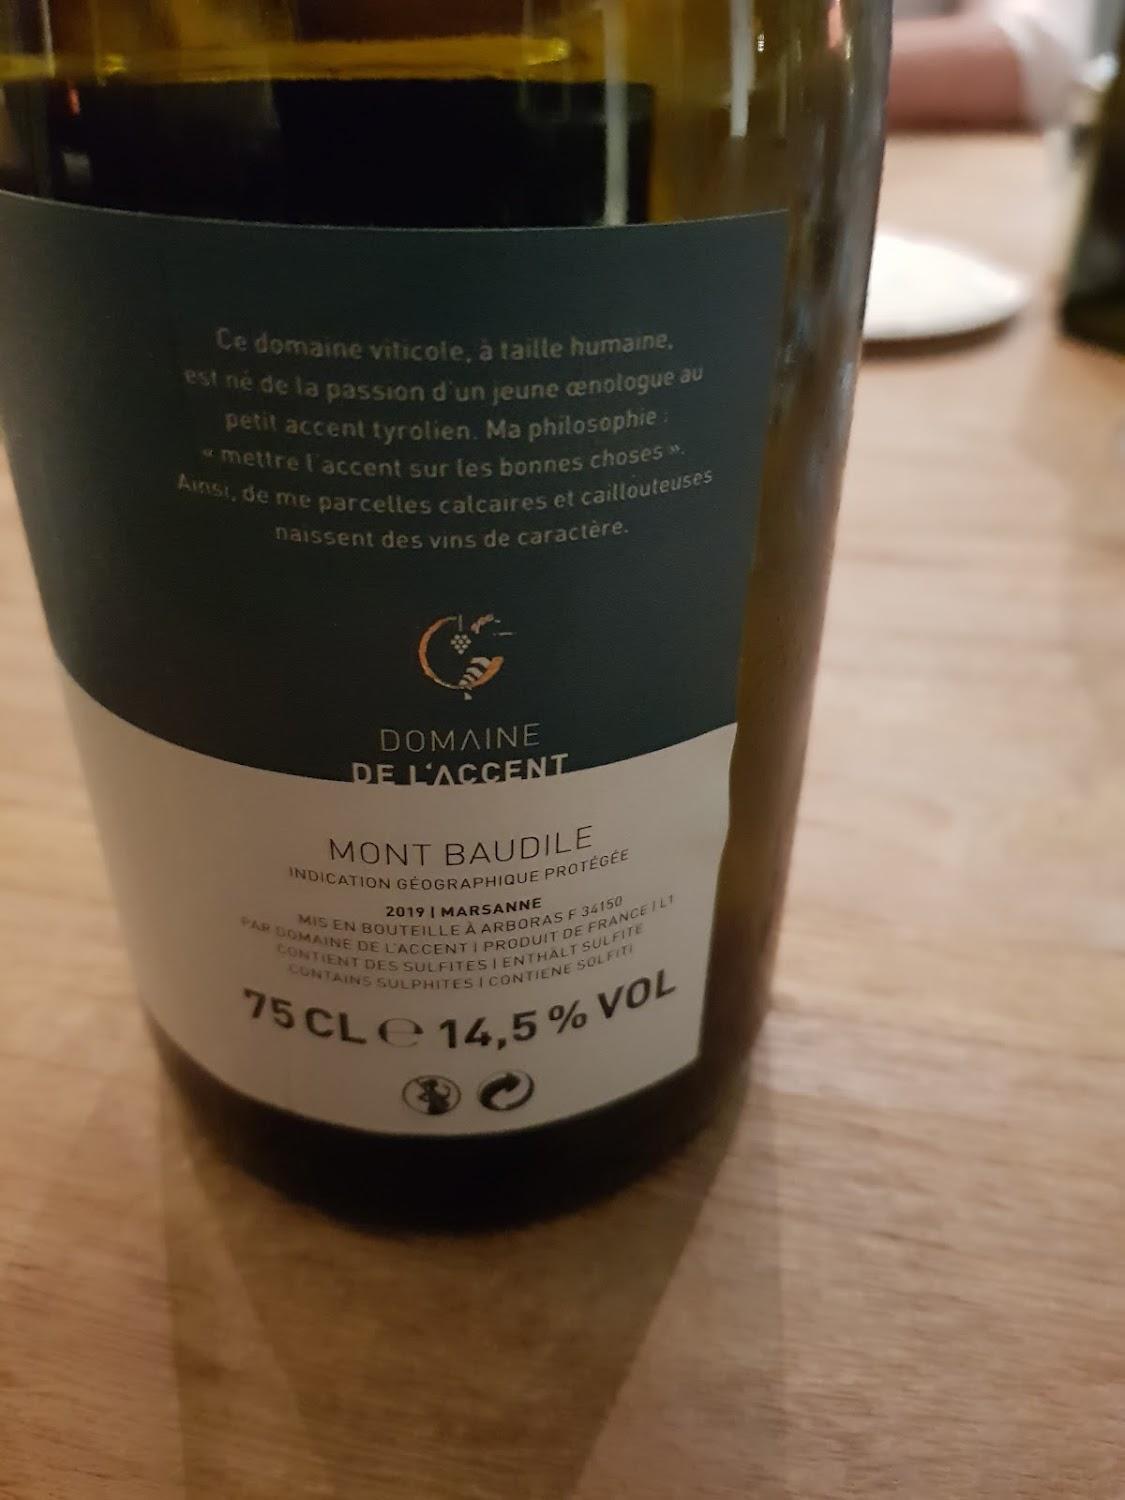 Ce domaine viticole, à taille humaine,
est né de la passion d'un jeune œnologue au
petit accent tyrolien. Ma philosophie :
« mettre l'accent sur les bonnes choses ».
Ainsi, de me parcelles calcaires et caillouteuses
naissent des vins de caractère.
DOMAINE
DE L'ACCENT
MONT BAUDILE
INDICATION GÉOGRAPHIQUE PROTÉGÉE
2019 | MARSANNE
MIS EN BOUTEILLE À ARBORAS F 34150
PAR DOMAINE DE L'ACCENT | PRODUIT DE FRANCE | L1
CONTIENT DES SULFITES | ENTHÄLT SULFITE
CONTAINS SULPHITES | CONTIENE SOLFITI
75 CL ℮ 14,5 % VOL